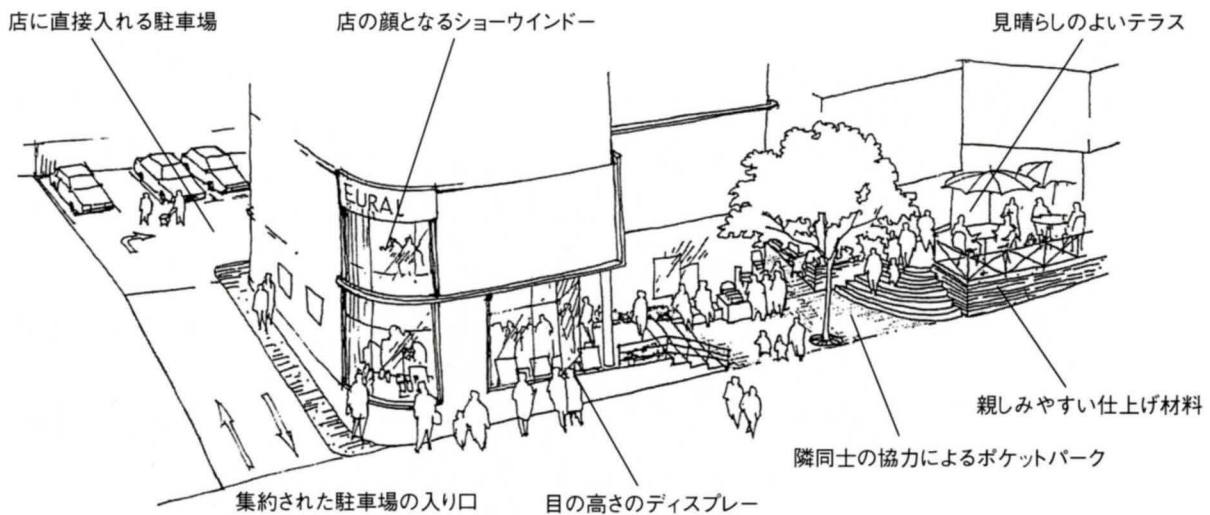 店に直接入れる駐車場
店の顔となるショーウインドー
見晴らしのよいテラス
EURAL
親しみやすい仕上げ材料
隣同士の協力によるポケットパーク
集約された駐車場の入り口
目の高さのディスプレー